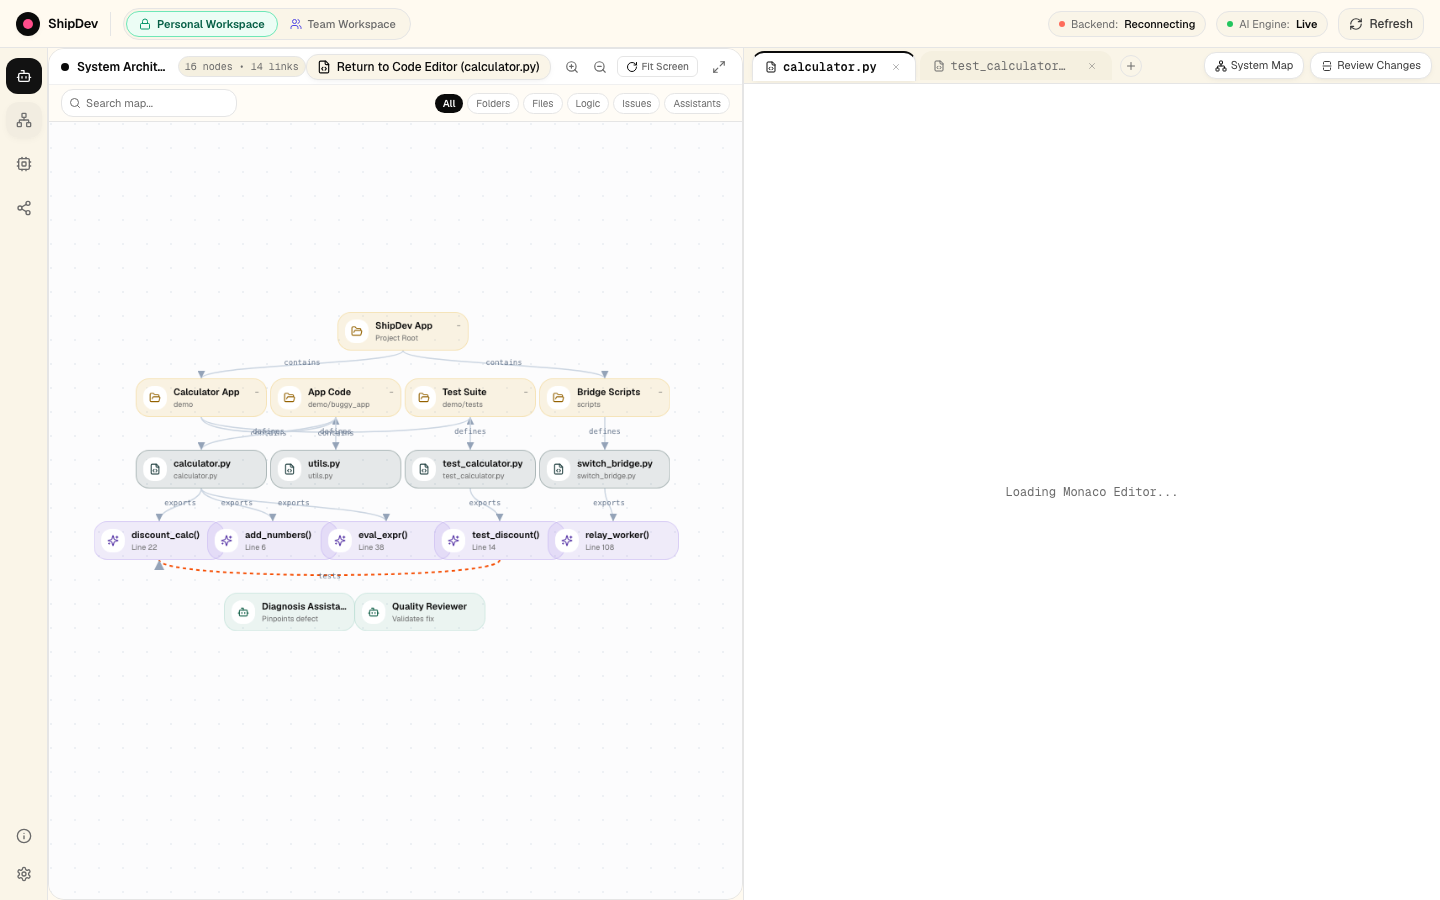 ShipDev
Personal Workspace
Team Workspace
Backend: Reconnecting
AI Engine: Live
Refresh
System Archit...
16 nodes • 14 links
Return to Code Editor (calculator.py)
Fit Screen
calculator.py ×
test_calculator… ×
+
System Map
Review Changes
Search map...
All
Folders
Files
Logic
Issues
Assistants
ShipDev App
Project Root
contains
contains
Calculator App
demo
App Code
demo/buggy_app
Test Suite
demo/tests
Bridge Scripts
scripts
defines
defines
calculator.py
calculator.py
utils.py
utils.py
test_calculator.py
test_calculator.py
switch_bridge.py
switch_bridge.py
Loading Monaco Editor...
exports
exports
exports
exports
exports
discount_calc()
Line 22
add_numbers()
Line 6
eval_expr()
Line 38
test_discount()
Line 14
relay_worker()
Line 108
tests
Diagnosis Assista...
Pinpoints defect
Quality Reviewer
Validates fix